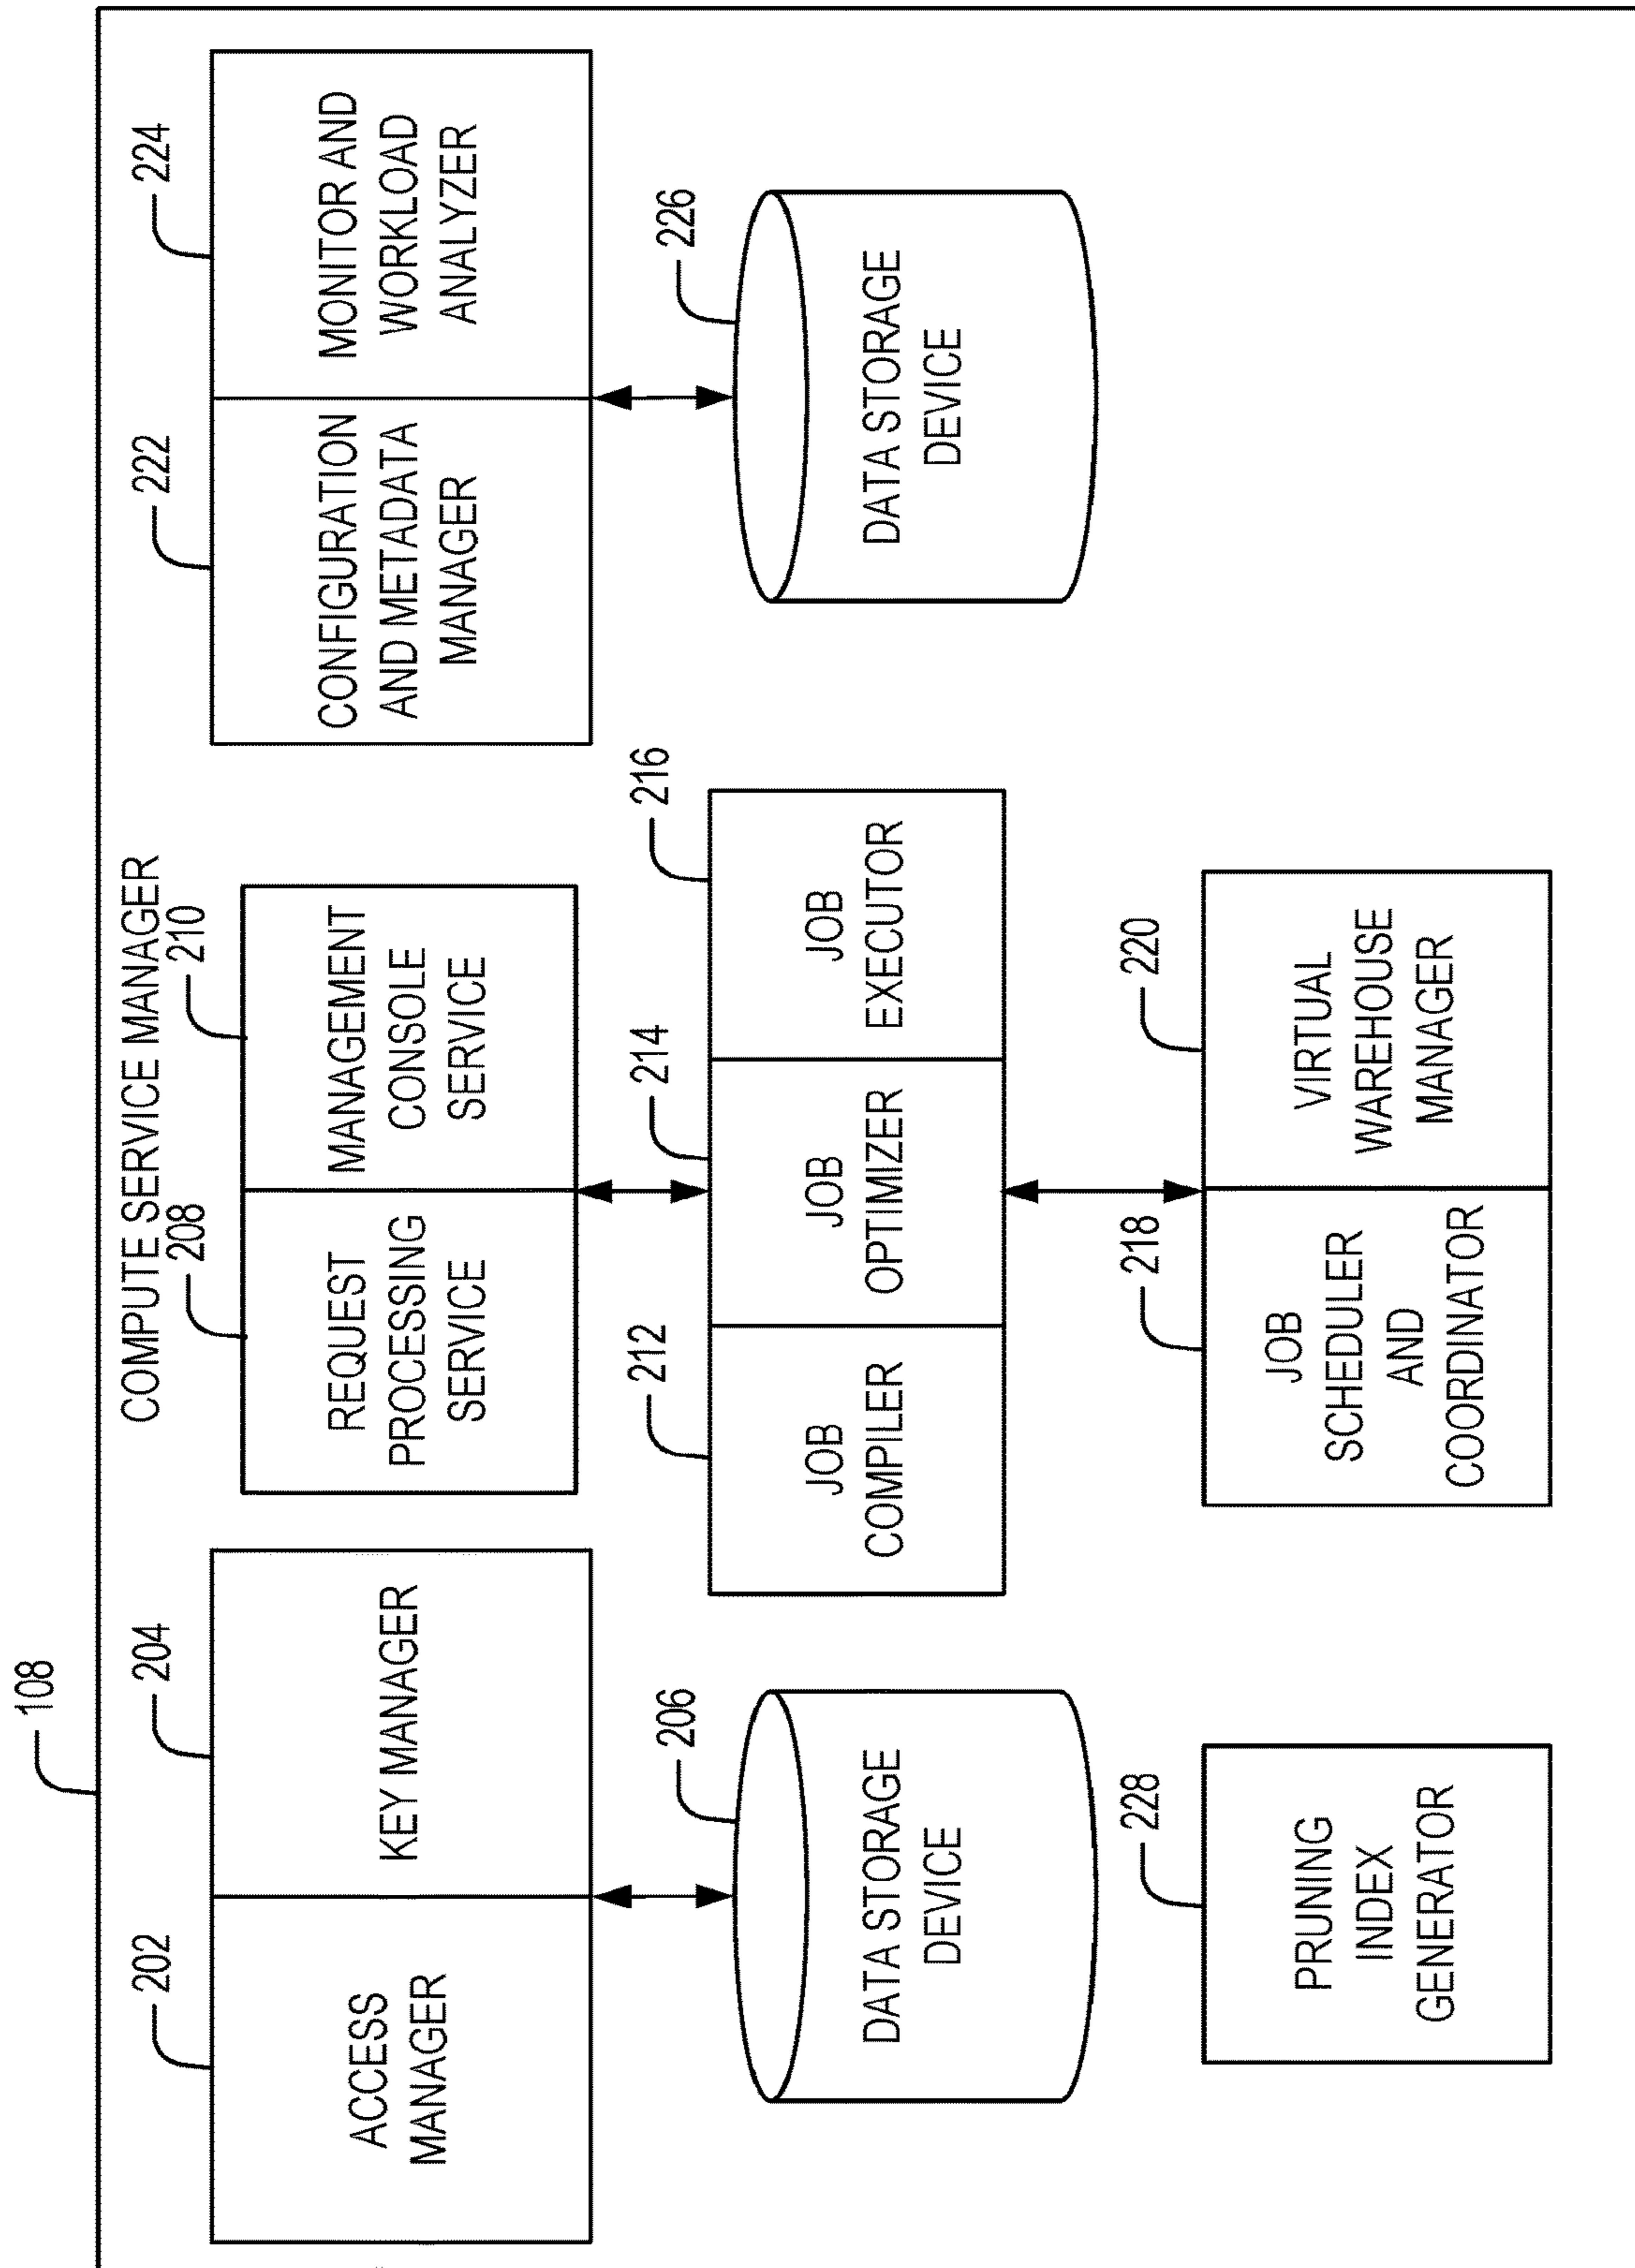 108
COMPUTE SERVICE MANAGER
202
204
208
210
222
224
ACCESS
MANAGER
KEY MANAGER
REQUEST
PROCESSING
SERVICE
MANAGEMENT
CONSOLE
SERVICE
CONFIGURATION
AND METADATA
MANAGER
MONITOR AND
WORKLOAD
ANALYZER
206
212
214
216
226
DATA STORAGE
DEVICE
JOB
COMPILER
JOB
OPTIMIZER
JOB
EXECUTOR
DATA STORAGE
DEVICE
228
218
220
PRUNING
INDEX
GENERATOR
JOB
SCHEDULER
AND
COORDINATOR
VIRTUAL
WAREHOUSE
MANAGER